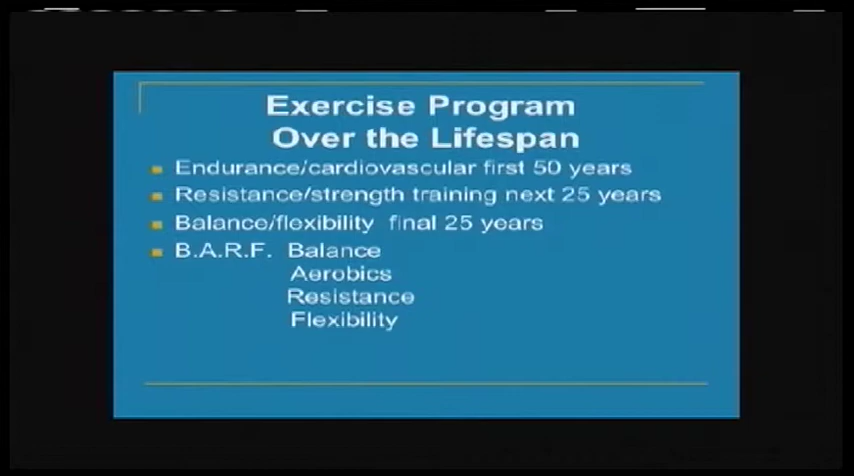 Exercise Program
Over the Lifespan
Endurance/cardiovascular first 50 years
Resistance/strength training next 25 years
Balance/flexibility final 25 years
B.A.R.F. Balance
Aerobics
Resistance
Flexibility